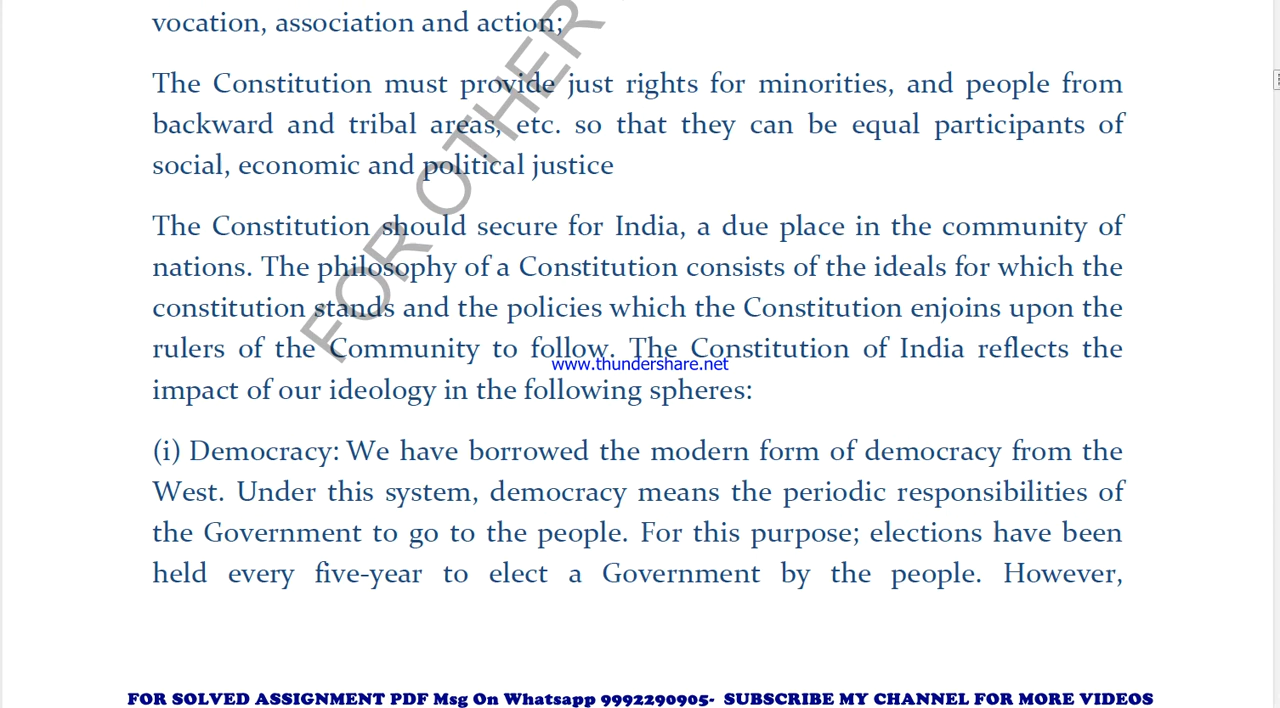 vocation, association and action;
The Constitution must provide just rights for minorities, and people from
backward and tribal areas, etc. so that they can be equal participants of
social, economic and political justice
The Constitution should secure for India, a due place in the community of
nations. The philosophy of a Constitution consists of the ideals for which the
constitution stands and the policies which the Constitution enjoins upon the
rulers of the Community to follow. The Constitution of India reflects the
www.thundershare.net
impact of our ideology in the following spheres:
(i) Democracy: We have borrowed the modern form of democracy from the
West. Under this system, democracy means the periodic responsibilities of
the Government to go to the people. For this purpose; elections have been
held every five-year to elect a Government by the people. However,
FOR OTHER
FOR SOLVED ASSIGNMENT PDF Msg On Whatsapp 9992290905- SUBSCRIBE MY CHANNEL FOR MORE VIDEOS